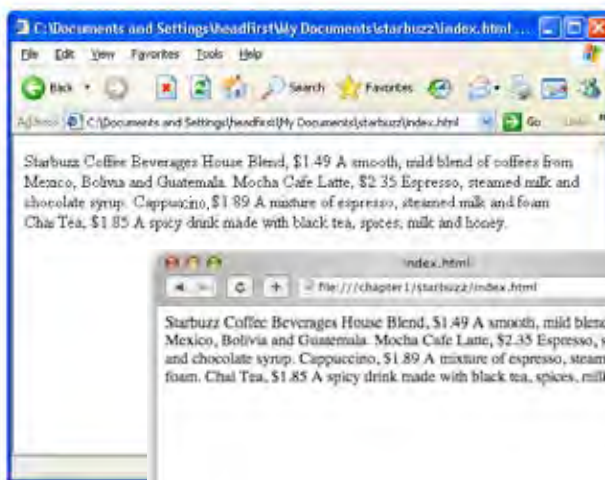 C:\Documents and Settings\headfirst\My Documents\starbuzz\index.html ...
File Edit View Favorites Tools Help
Back Search Favorites
Address C:\Documents and Settings\headfirst\My Documents\starbuzz\index.html Go Links
Starbuzz Coffee Beverages House Blend, $1.49 A smooth, mild blend of coffees from
Mexico, Bolivia and Guatemala. Mocha Cafe Latte, $2.35 Espresso, steamed milk and
chocolate syrup. Cappuccino, $1.89 A mixture of espresso, steamed milk and foam.
Chai Tea, $1.85 A spicy drink made with black tea, spices, milk and honey.
index.html
file:///chapter1/starbuzz/index.html
Starbuzz Coffee Beverages House Blend, $1.49 A smooth, mild blend
Mexico, Bolivia and Guatemala. Mocha Cafe Latte, $2.35 Espresso, s
and chocolate syrup. Cappuccino, $1.89 A mixture of espresso, steam
foam. Chai Tea, $1.85 A spicy drink made with black tea, spices, milk